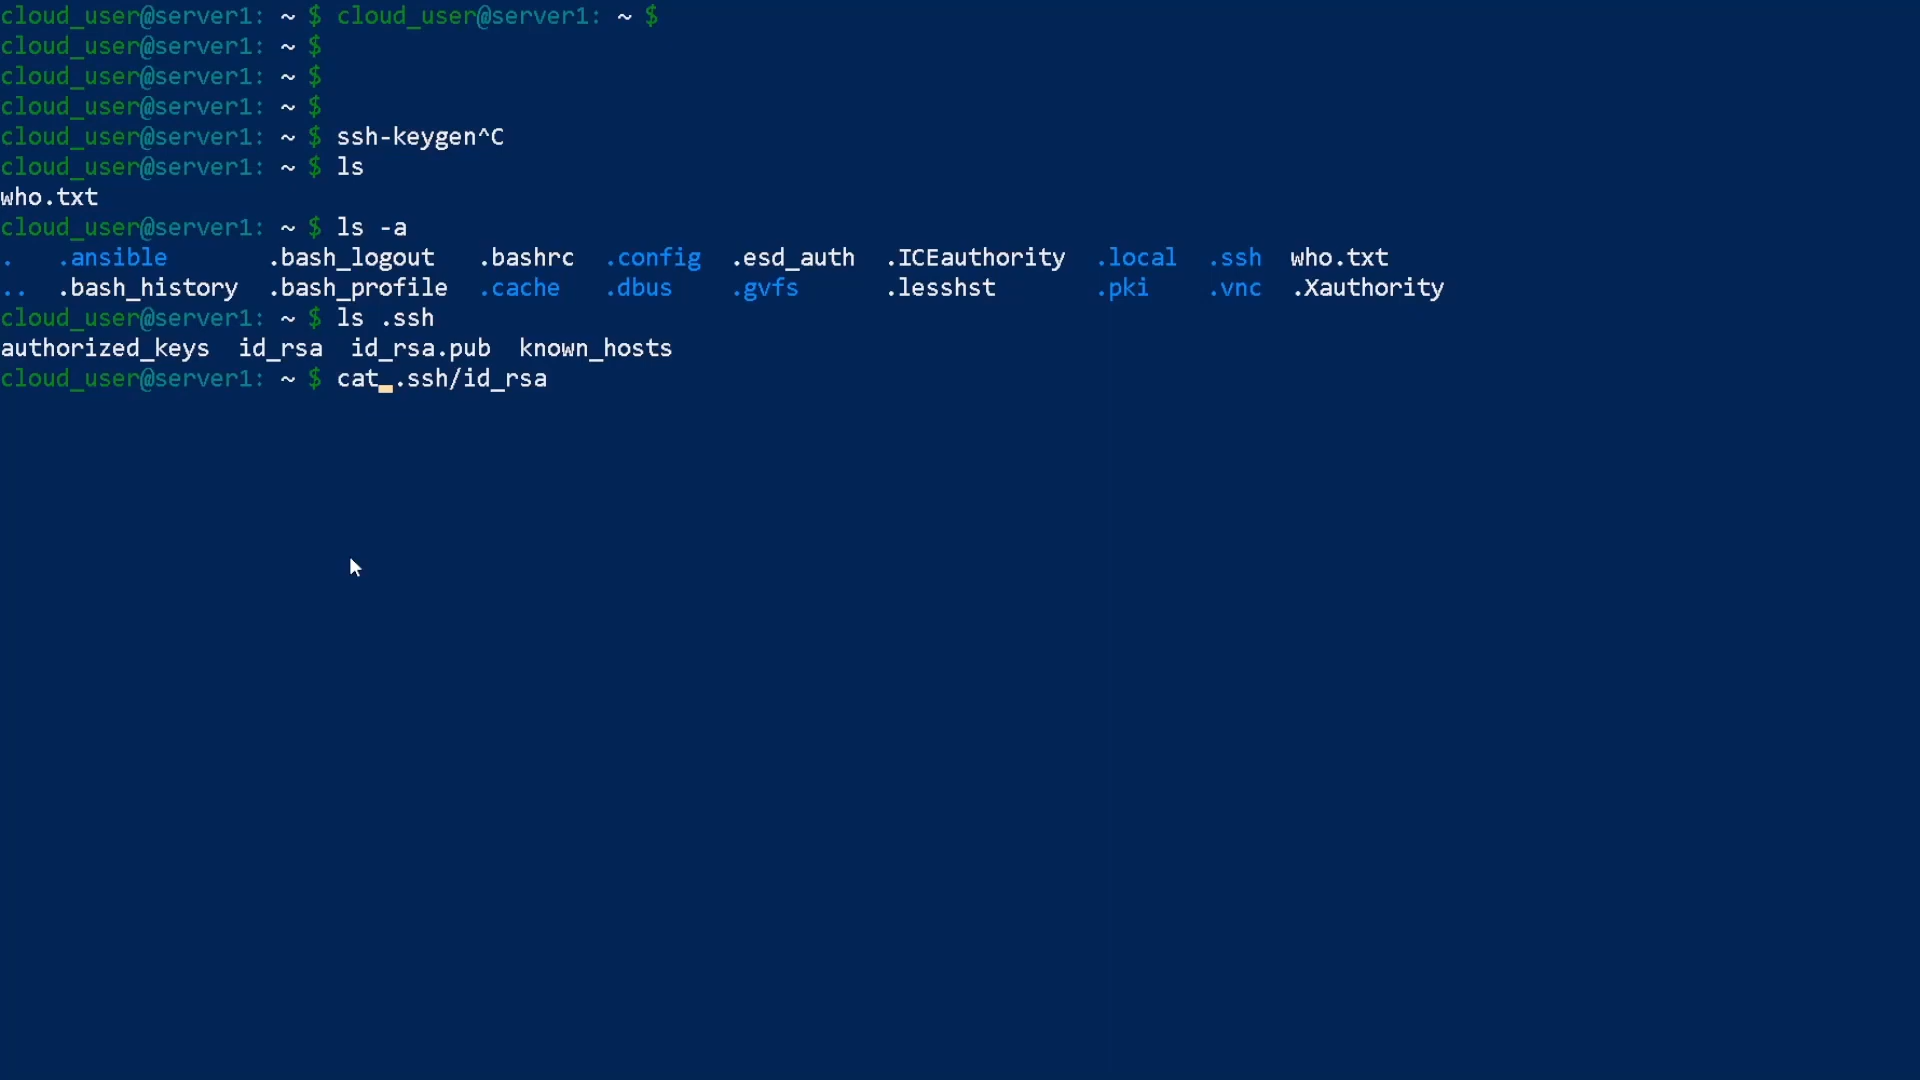 cloud_user@server1: ~ $ cloud_user@server1: ~ $
cloud_user@server1: ~ $
cloud_user@server1: ~ $
cloud_user@server1: ~ $
cloud_user@server1: ~ $ ssh-keygen^C
cloud_user@server1: ~ $ ls
who.txt
cloud_user@server1: ~ $ ls -a
.   .ansible       .bash_logout   .bashrc  .config  .esd_auth  .ICEauthority  .local  .ssh  who.txt
..  .bash_history  .bash_profile  .cache   .dbus    .gvfs      .lesshst       .pki    .vnc  .Xauthority
cloud_user@server1: ~ $ ls .ssh
authorized_keys  id_rsa  id_rsa.pub  known_hosts
cloud_user@server1: ~ $ cat .ssh/id_rsa